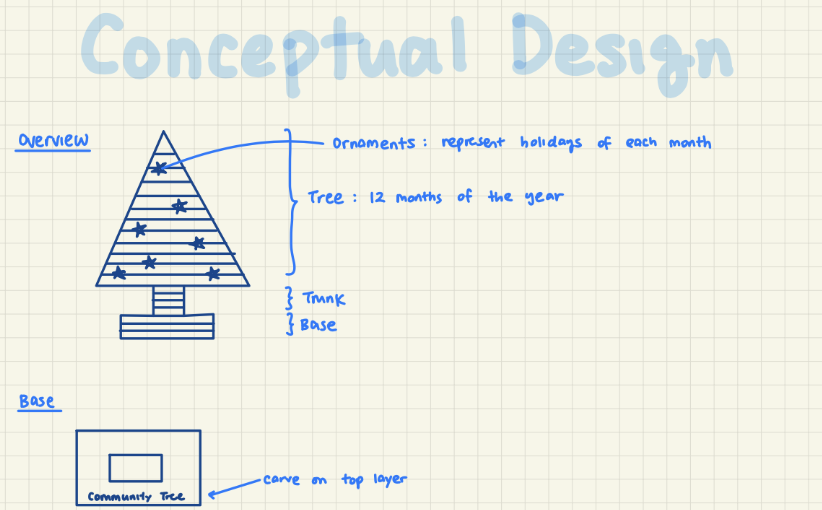 Conceptual Design
Overview
Ornaments : represent holidays of each month
Tree : 12 months of the year
Trunk
Base
Base
carve on top layer
Community Tree